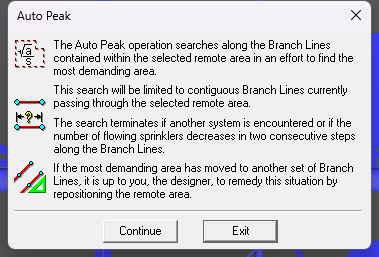 Auto Peak
The Auto Peak operation searches along the Branch Lines
contained within the selected remote area in an effort to find the
most demanding area.
This search will be limited to contiguous Branch Lines currently
passing through the selected remote area.
The search terminates if another system is encountered or if the
number of flowing sprinklers decreases in two consecutive steps
along the Branch Lines.
If the most demanding area has moved to another set of Branch
Lines, it is up to you, the designer, to remedy this situation by
repositioning the remote area.
Continue
Exit